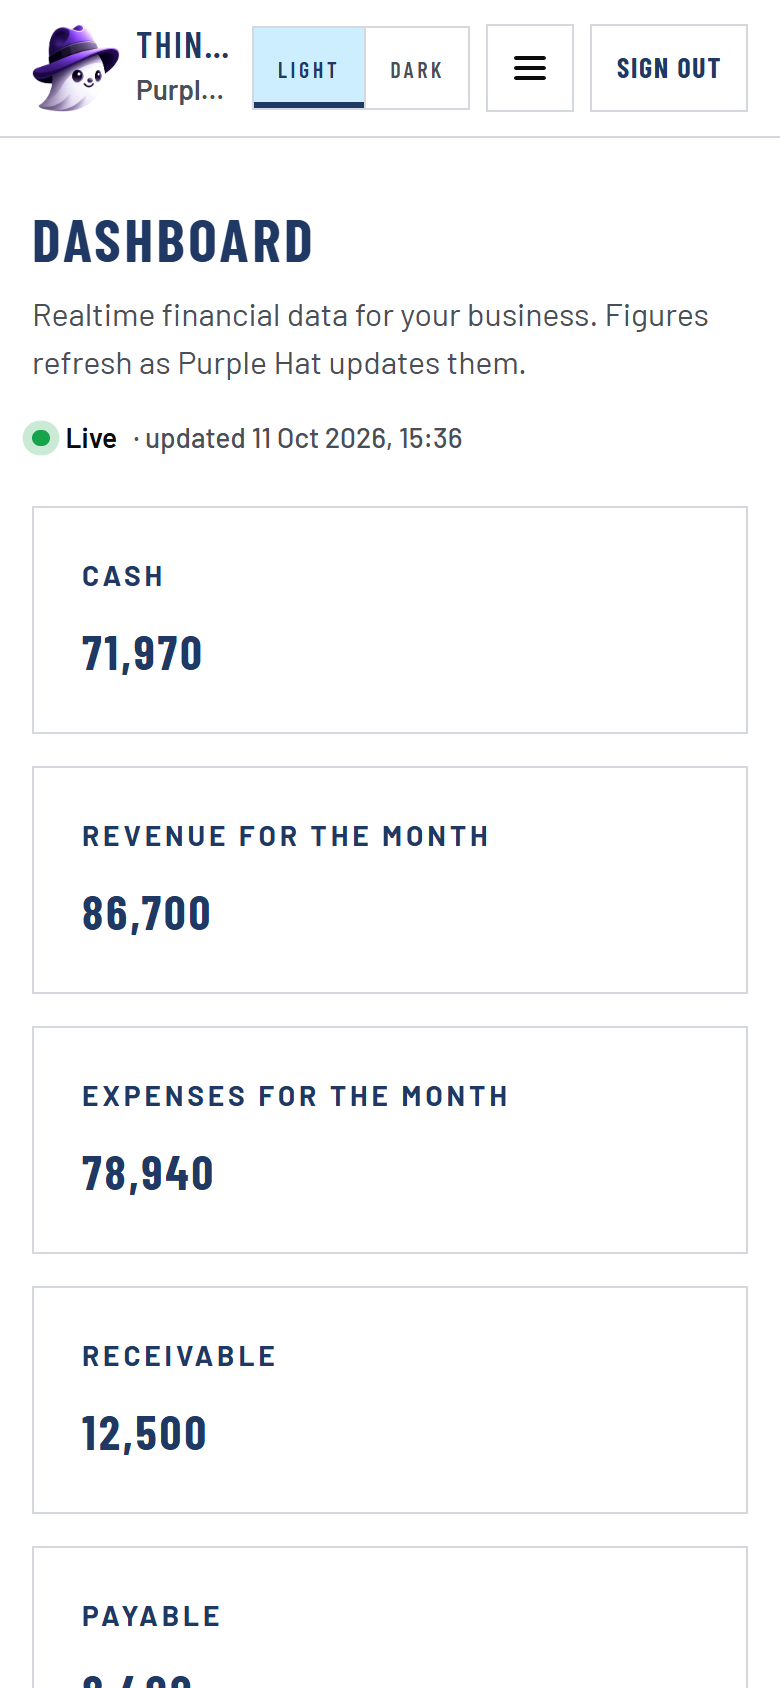 THIN...
Purpl...
LIGHT
DARK
SIGN OUT
DASHBOARD
Realtime financial data for your business. Figures
refresh as Purple Hat updates them.
Live · updated 11 Oct 2026, 15:36
CASH
71,970
REVENUE FOR THE MONTH
86,700
EXPENSES FOR THE MONTH
78,940
RECEIVABLE
12,500
PAYABLE